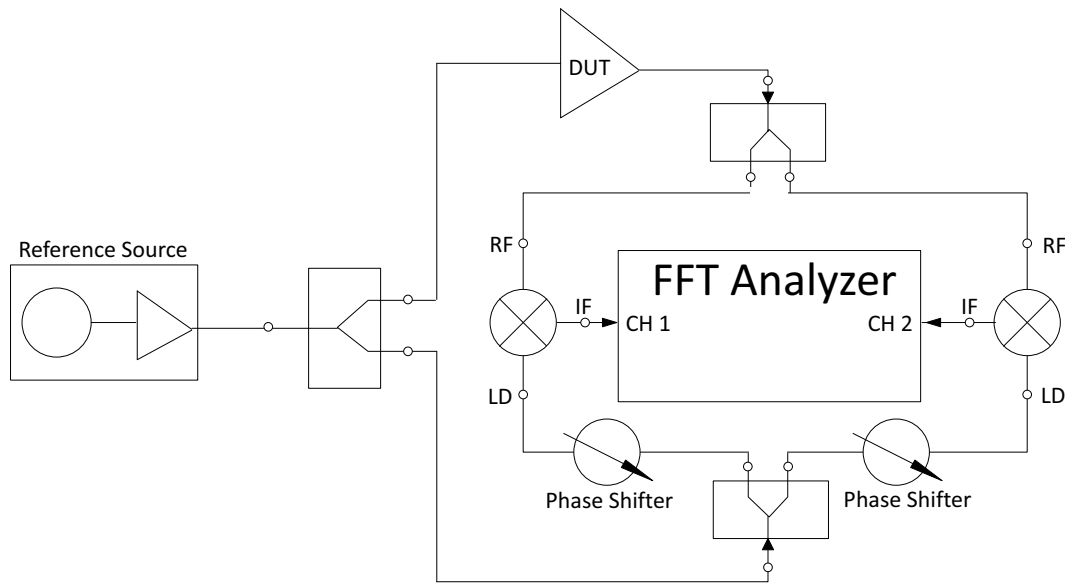 DUT
Reference Source
RF
RF
FFT Analyzer
IF
CH 1
CH 2
IF
LD
LD
Phase Shifter
Phase Shifter